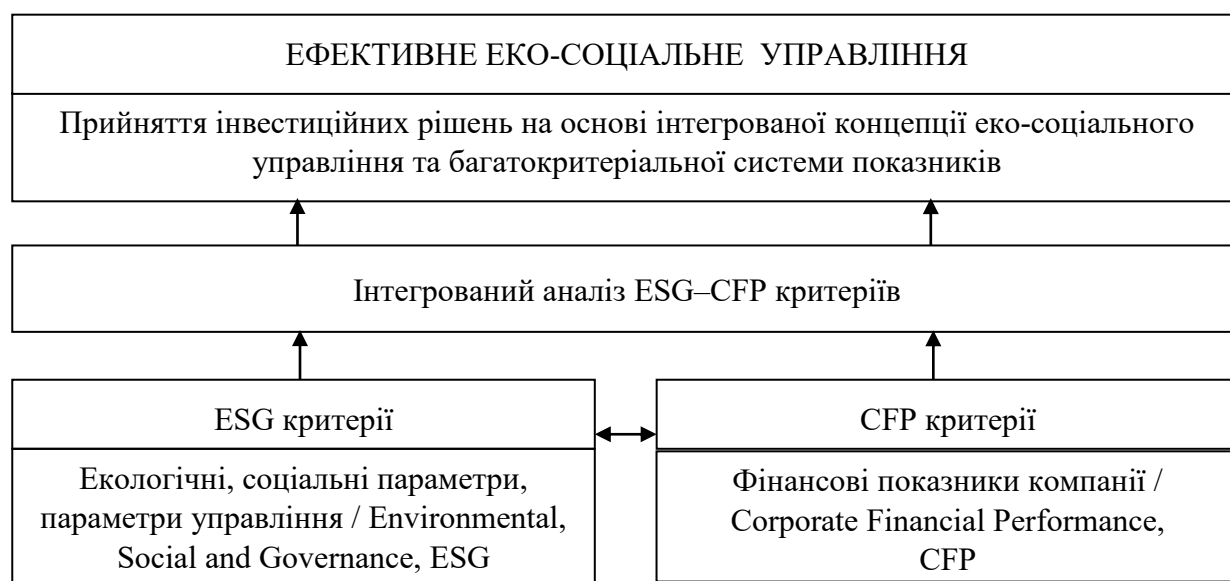 ЕФЕКТИВНЕ ЕКО-СОЦІАЛЬНЕ УПРАВЛІННЯ
Прийняття інвестиційних рішень на основі інтегрованої концепції еко-соціального
управління та багатокритеріальної системи показників
Інтегрований аналіз ESG–CFP критеріїв
ESG критерії
Екологічні, соціальні параметри,
параметри управління / Environmental,
Social and Governance, ESG
CFP критерії
Фінансові показники компанії /
Corporate Financial Performance,
CFP